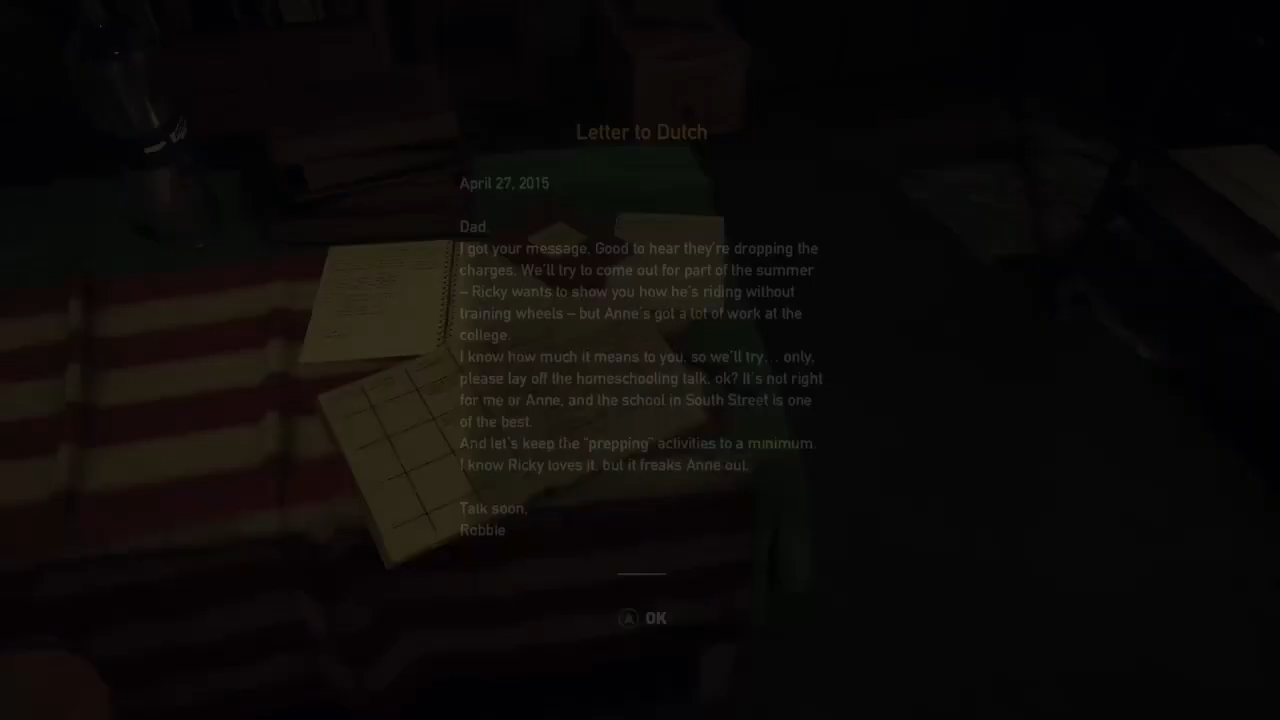 Letter to Dutch
April 27, 2015
Dad,
I got your message. Good to hear they're dropping the
charges. We'll try to come out for part of the summer
– Ricky wants to show you how he's riding without
training wheels – but Anne's got a lot of work at the
college.
I know how much it means to you, so we'll try. . . only,
please lay off the homeschooling talk, ok? It's not right
for me or Anne, and the school in South Street is one
of the best.
And let's keep the "prepping" activities to a minimum.
I know Ricky loves it, but it freaks Anne out.
Talk soon,
Robbie
A OK